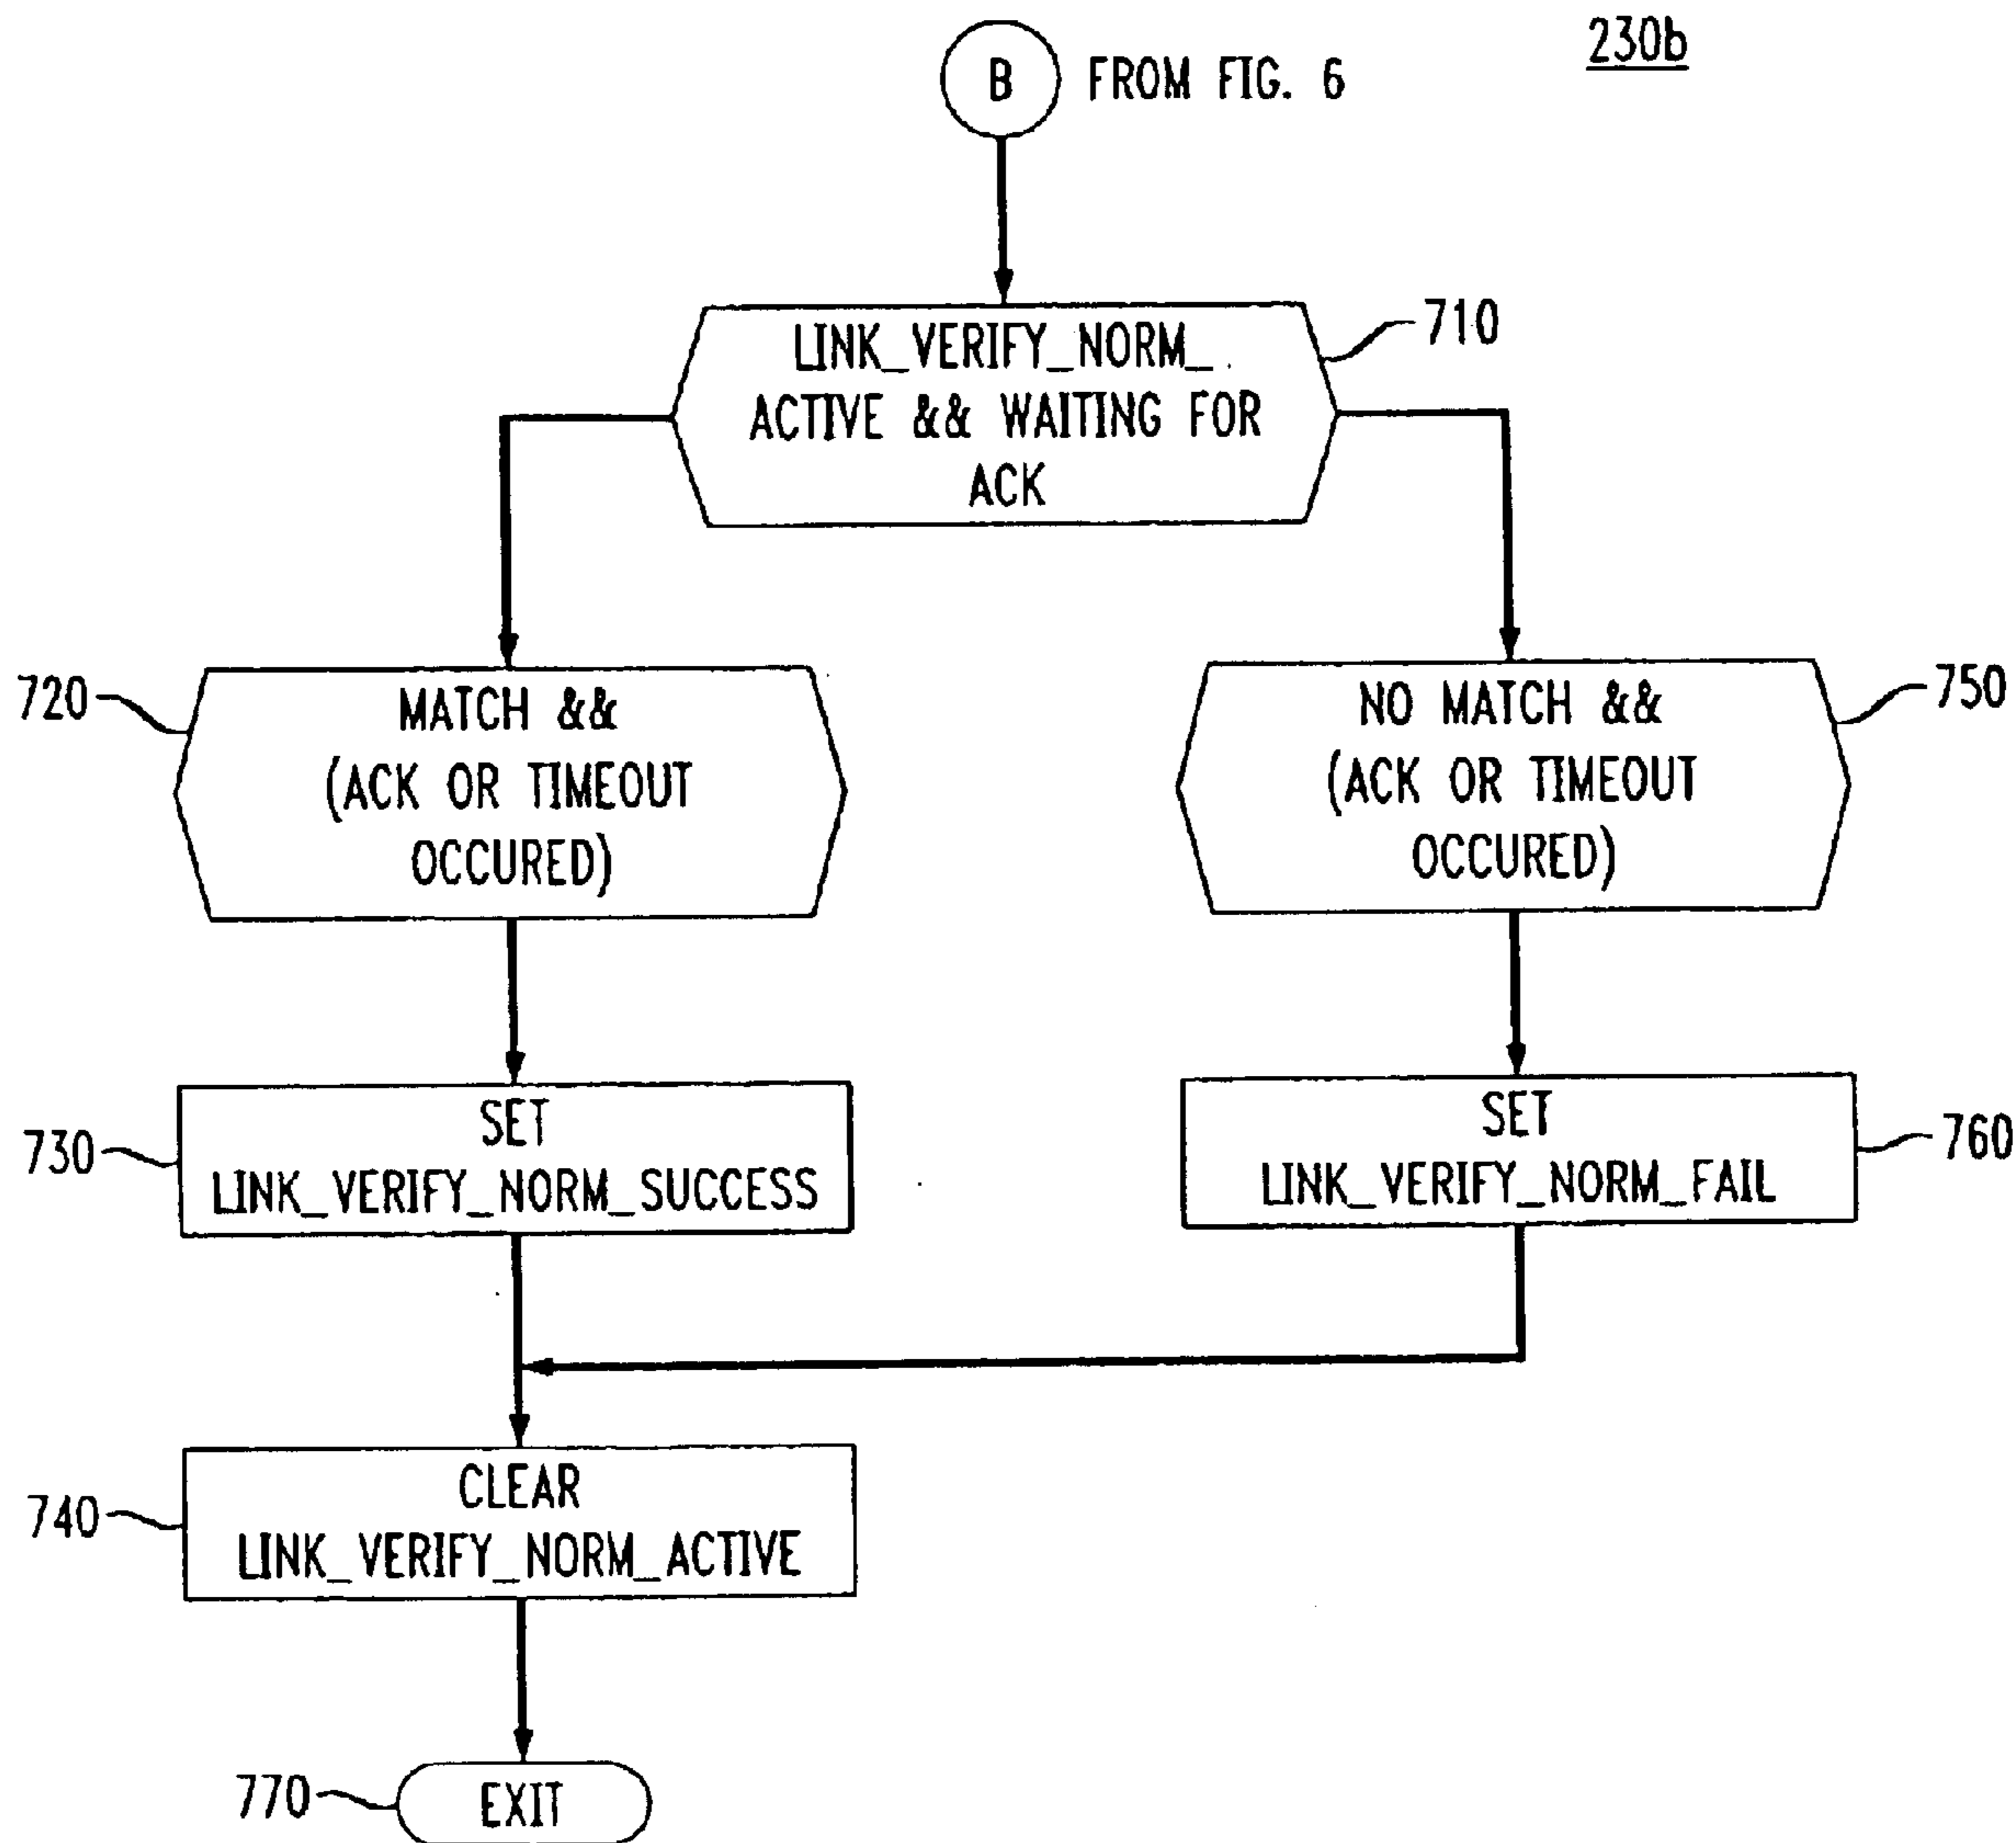 230b
B FROM FIG. 6
710
LINK_VERIFY_NORM_
ACTIVE && WAITING FOR
ACK
720
MATCH &&
(ACK OR TIMEOUT
OCCURED)
750
NO MATCH &&
(ACK OR TIMEOUT
OCCURED)
730
SET
LINK_VERIFY_NORM_SUCCESS
760
SET
LINK_VERIFY_NORM_FAIL
740
CLEAR
LINK_VERIFY_NORM_ACTIVE
770
EXIT